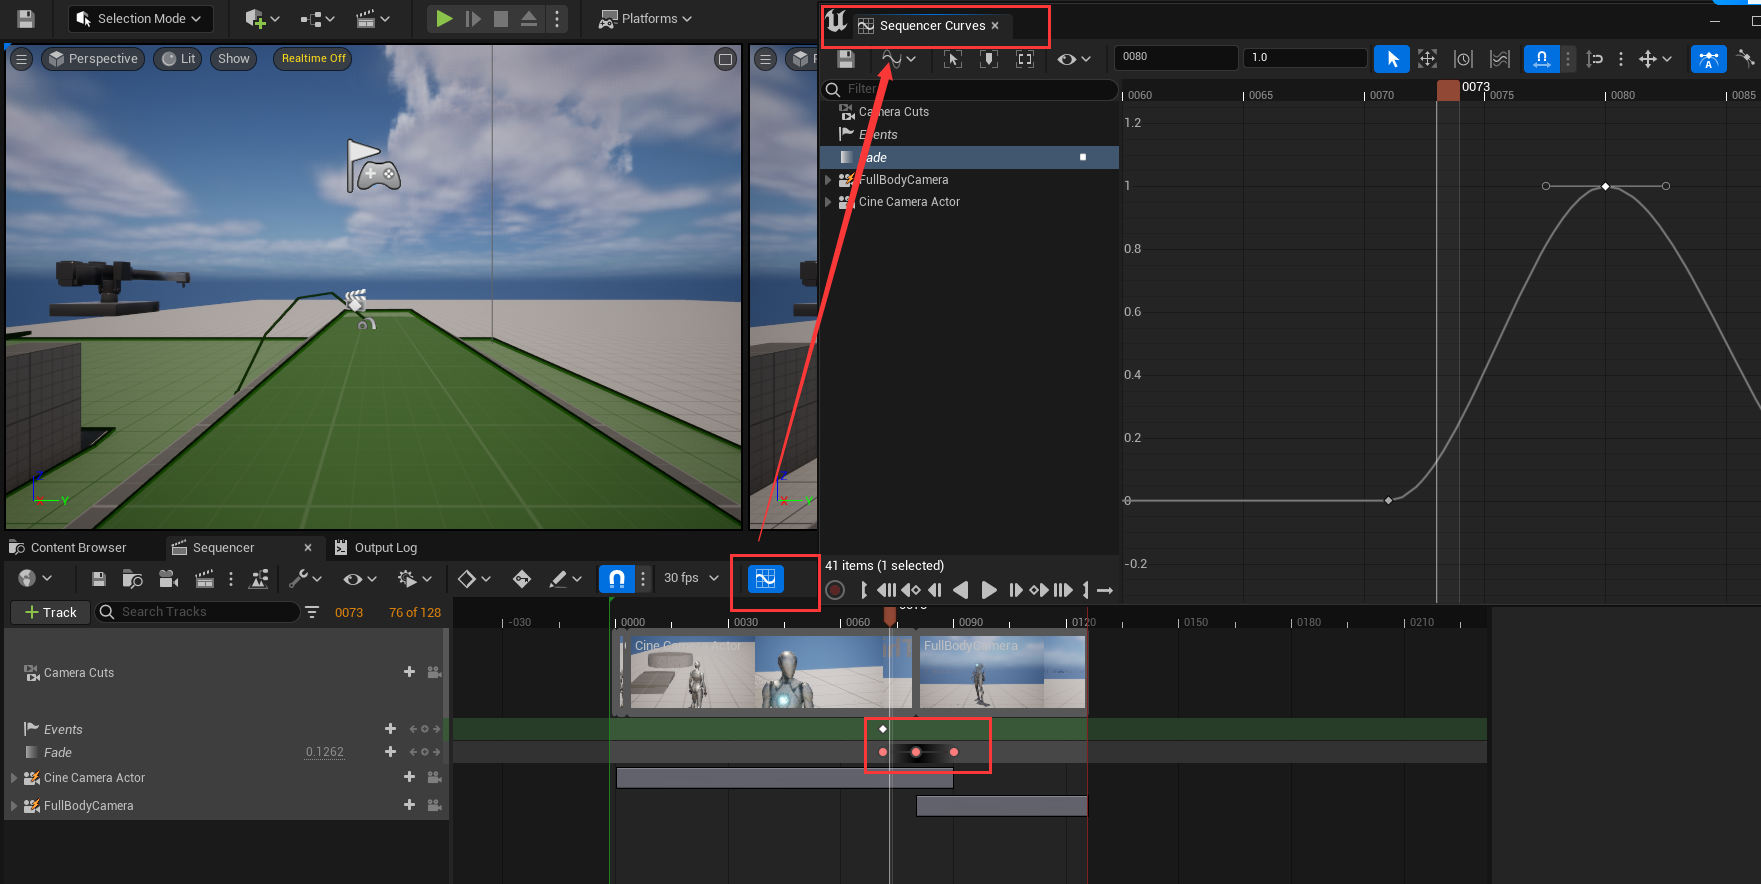 Selection Mode
Platforms
Sequencer Curves
Perspective
Lit
Show
Realtime Off
0080
1.0
Filter
0060
0065
0070
0073
0075
0080
0085
Camera Cuts
Events
ade
FullBodyCamera
Cine Camera Actor
1.2
1
0.8
0.6
0.4
0.2
0
-0.2
Z
X
Y
Z
X
Y
41 items (1 selected)
Content Browser
Sequencer
Output Log
30 fps
Track
Search Tracks
0073
76 of 128
-030
0000
0030
0060
0090
0120
0150
0180
0210
Camera Cuts
Cine Camera Actor
FullBodyCamera
Events
Fade
0.1262
Cine Camera Actor
FullBodyCamera